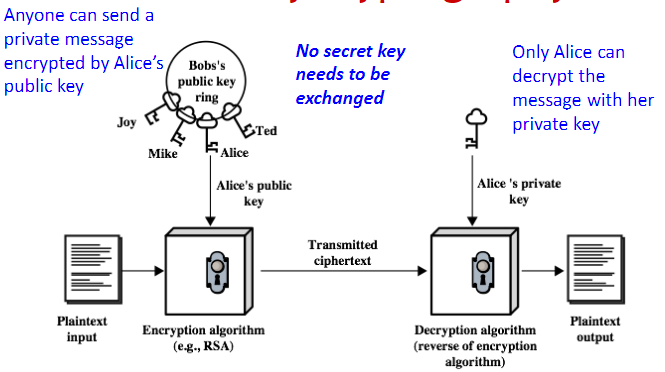 Anyone can send a
private message
encrypted by Alice's
public key
Bobs's
public key
ring
Joy
Mike
Alice
Ted
No secret key
needs to be
exchanged
Only Alice can
decrypt the
message with her
private key
Alice's public
key
Alice 's private
key
Transmitted
ciphertext
Plaintext
input
Encryption algorithm
(e.g., RSA)
Decryption algorithm
(reverse of encryption
algorithm)
Plaintext
output